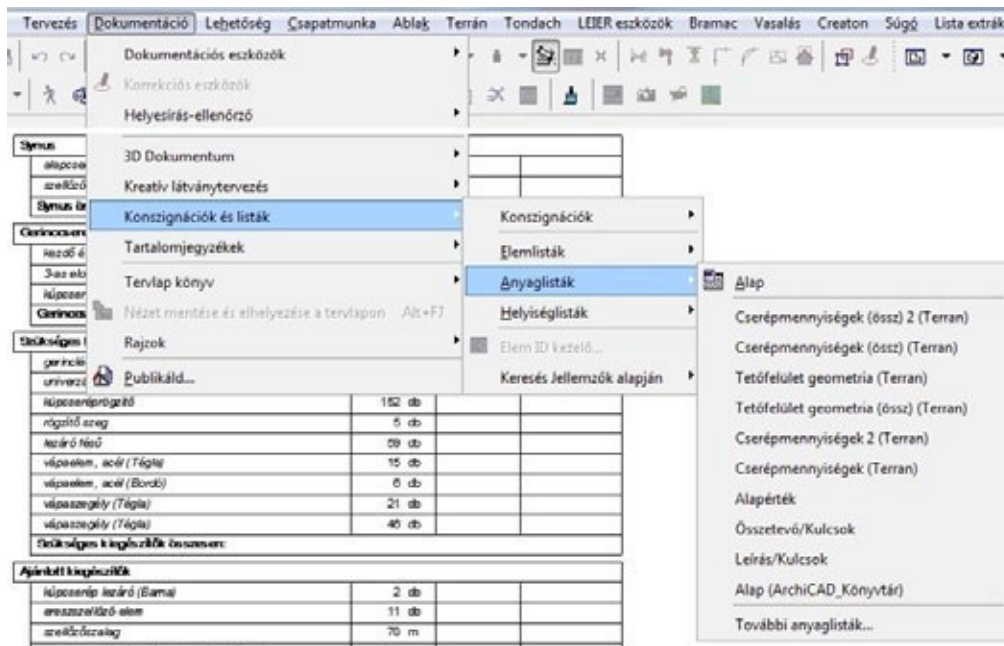 Tervezés Dokumentáció Lehetőség Csapatmunka Ablak Terrán Tondach LEIER eszközök Bramac Vasalás Creaton Súgó Lista extrák
Dokumentációs eszközök
Korrekciós eszközök
Helyesírás-ellenőrző
3D Dokumentum
Kreatív látványtervezés
Konszignációk és listák
Tartalomjegyzékek
Tervlap könyv
Nézet mentése és elhelyezése a tervlapon Alt+F7
Rajzok
Publikáld...
Konszignációk
Elemlisták
Anyaglisták
Helyiséglisták
Elem ID kezelő...
Keresés Jellemzők alapján
Alap
Cserépmennyiségek (össz) 2 (Terran)
Cserépmennyiségek (össz) (Terran)
Tetőfelület geometria (Terran)
Tetőfelület geometria (össz) (Terran)
Cserépmennyiségek 2 (Terran)
Cserépmennyiségek (Terran)
Alapérték
Összetevő/Kulcsok
Leírás/Kulcsok
Alap (ArchiCAD_Könyvtár)
További anyaglisták...
Synus
kúpcseréprögzítő 152 db
rögzítő szeg 5 db
lezáró fésű 59 db
vápaelem, acél (Tégla) 15 db
vápaelem, acél (Bordó) 6 db
vápaszegély (Tégla) 21 db
vápaszegély (Tégla) 46 db
Szükséges kiegészítők összesen:
Ajánlott kiegészítők
kúpcserép lezáró (Barna) 2 db
ereszszellőző elem 11 db
szellőzőszalag 70 m